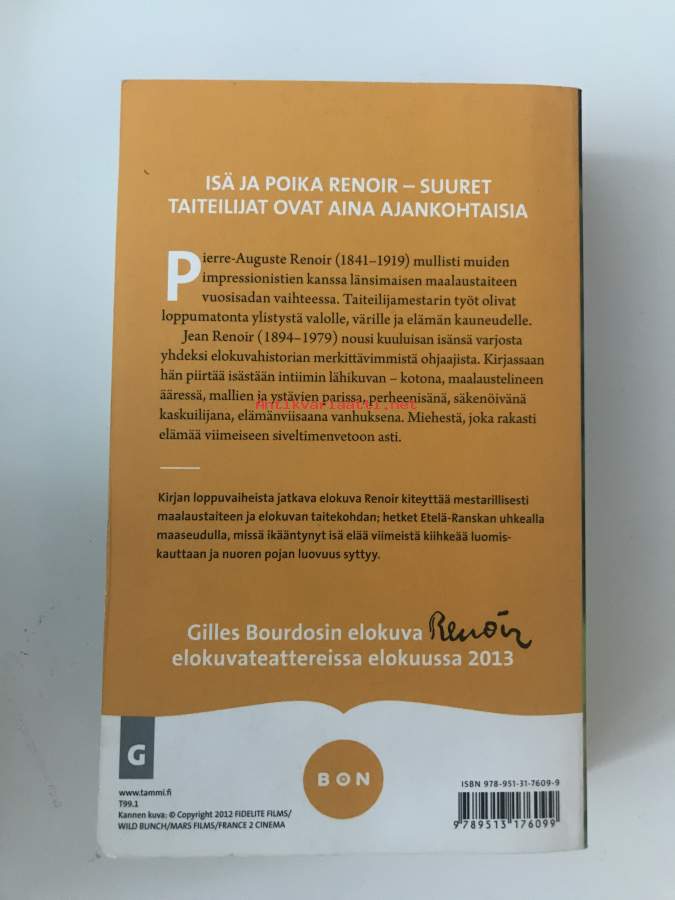 ISÄ JA POIKA RENOIR – SUURET
TAITEILIJAT OVAT AINA AJANKOHTAISIA
Pierre-Auguste Renoir (1841–1919) mullisti muiden
impressionistien kanssa länsimaisen maalaustaiteen
vuosisadan vaihteessa. Taiteilijamestarin työt olivat
loppumatonta ylistystä valolle, värille ja elämän kauneudelle.
Jean Renoir (1894–1979) nousi kuuluisan isänsä varjosta
yhdeksi elokuvahistorian merkittävimmistä ohjaajista. Kirjassaan
hän piirtää isästään intiimin lähikuvan – kotona, maalaustelineen
ääressä, mallien ja ystävien parissa, perheenisänä, säkenöivänä
Antikvariaatti.net
kaskuilijana, elämänviisaana vanhuksena. Miehestä, joka rakasti
elämää viimeiseen siveltimenvetoon asti.
Kirjan loppuvaiheista jatkava elokuva Renoir kiteyttää mestarillisesti
maalaustaiteen ja elokuvan taitekohdan; hetket Etelä-Ranskan uhkealla
maaseudulla, missä ikääntynyt isä elää viimeistä kiihkeää luomis-
kauttaan ja nuoren pojan luovuus syttyy.
Gilles Bourdosin elokuva Renoir
elokuvateattereissa elokuussa 2013
G
BON
www.tammi.fi
T99.1
Kannen kuva: © Copyright 2012 FIDELITE FILMS/
WILD BUNCH/MARS FILMS/FRANCE 2 CINEMA
ISBN 978-951-31-7609-9
9 789513 176099